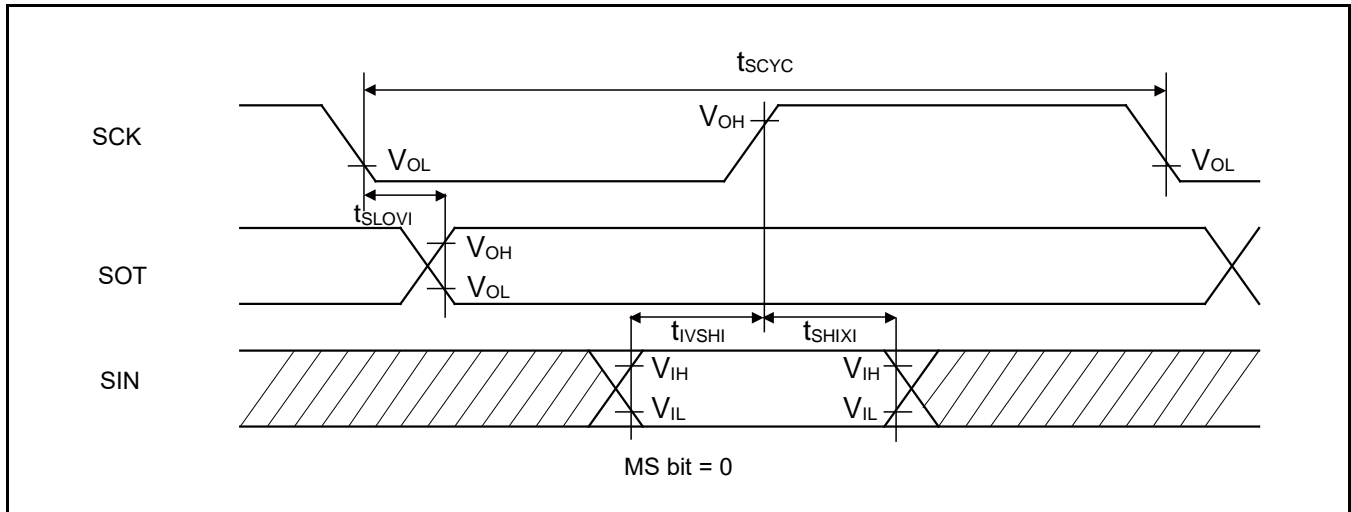 tSCYC
SCK
VOH
VOL
VOL
tSLOVI
SOT
VOH
VOL
tIVSHI
tSHIXI
SIN
VIH
VIH
VIL
VIL
MS bit = 0